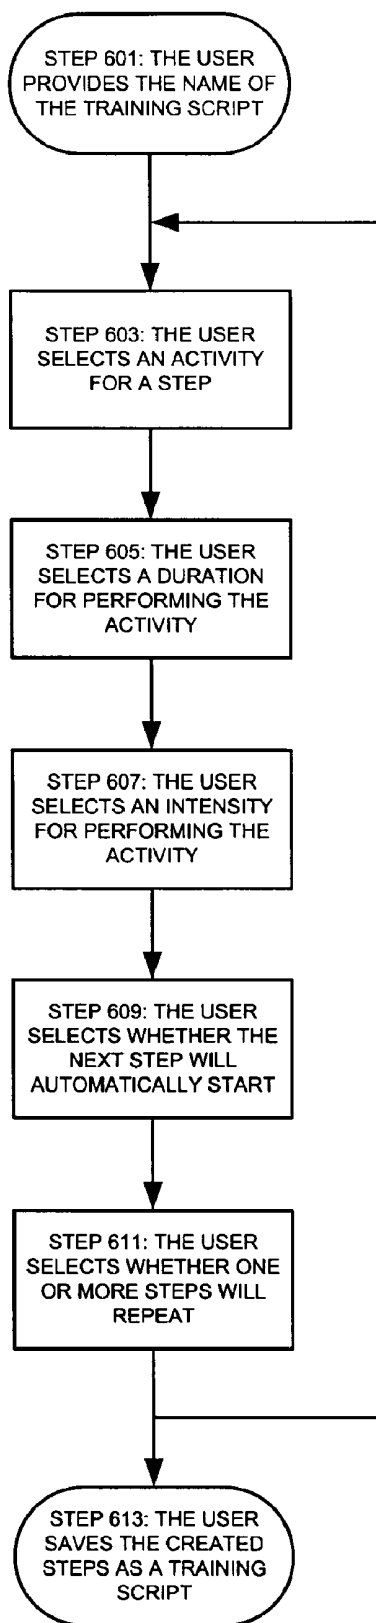 STEP 601: THE USER
PROVIDES THE NAME OF
THE TRAINING SCRIPT
STEP 603: THE USER
SELECTS AN ACTIVITY
FOR A STEP
STEP 605: THE USER
SELECTS A DURATION
FOR PERFORMING THE
ACTIVITY
STEP 607: THE USER
SELECTS AN INTENSITY
FOR PERFORMING THE
ACTIVITY
STEP 609: THE USER
SELECTS WHETHER THE
NEXT STEP WILL
AUTOMATICALLY START
STEP 611: THE USER
SELECTS WHETHER ONE
OR MORE STEPS WILL
REPEAT
STEP 613: THE USER
SAVES THE CREATED
STEPS AS A TRAINING
SCRIPT